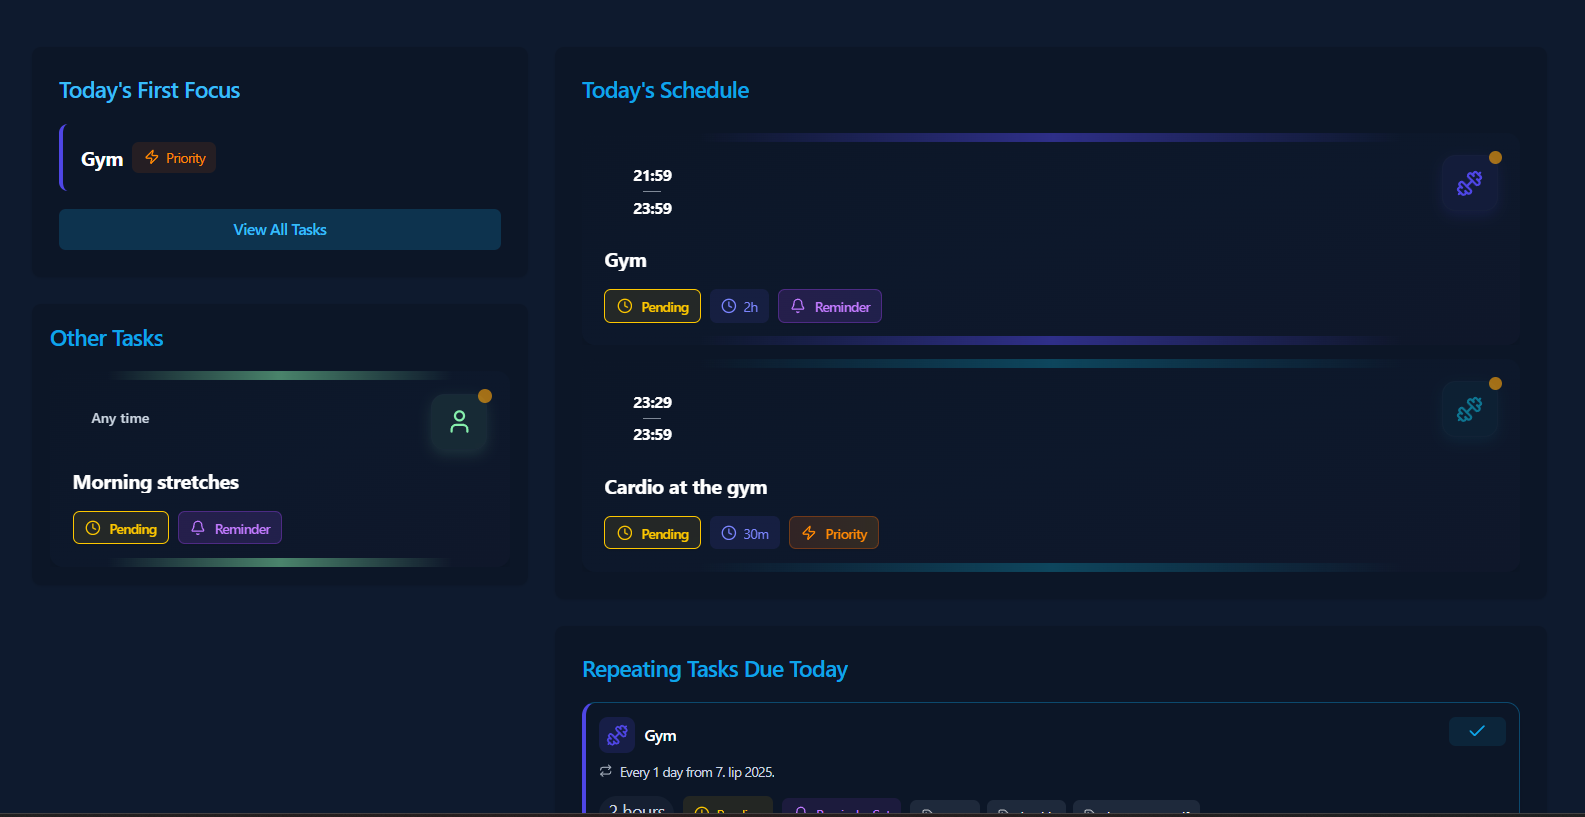 Today's First Focus
Gym
Priority
View All Tasks
Other Tasks
Any time
Morning stretches
Pending
Reminder
Today's Schedule
21:59
23:59
Gym
Pending
2h
Reminder
23:29
23:59
Cardio at the gym
Pending
30m
Priority
Repeating Tasks Due Today
Gym
Every 1 day from 7. lip 2025.
2 hours
Pending